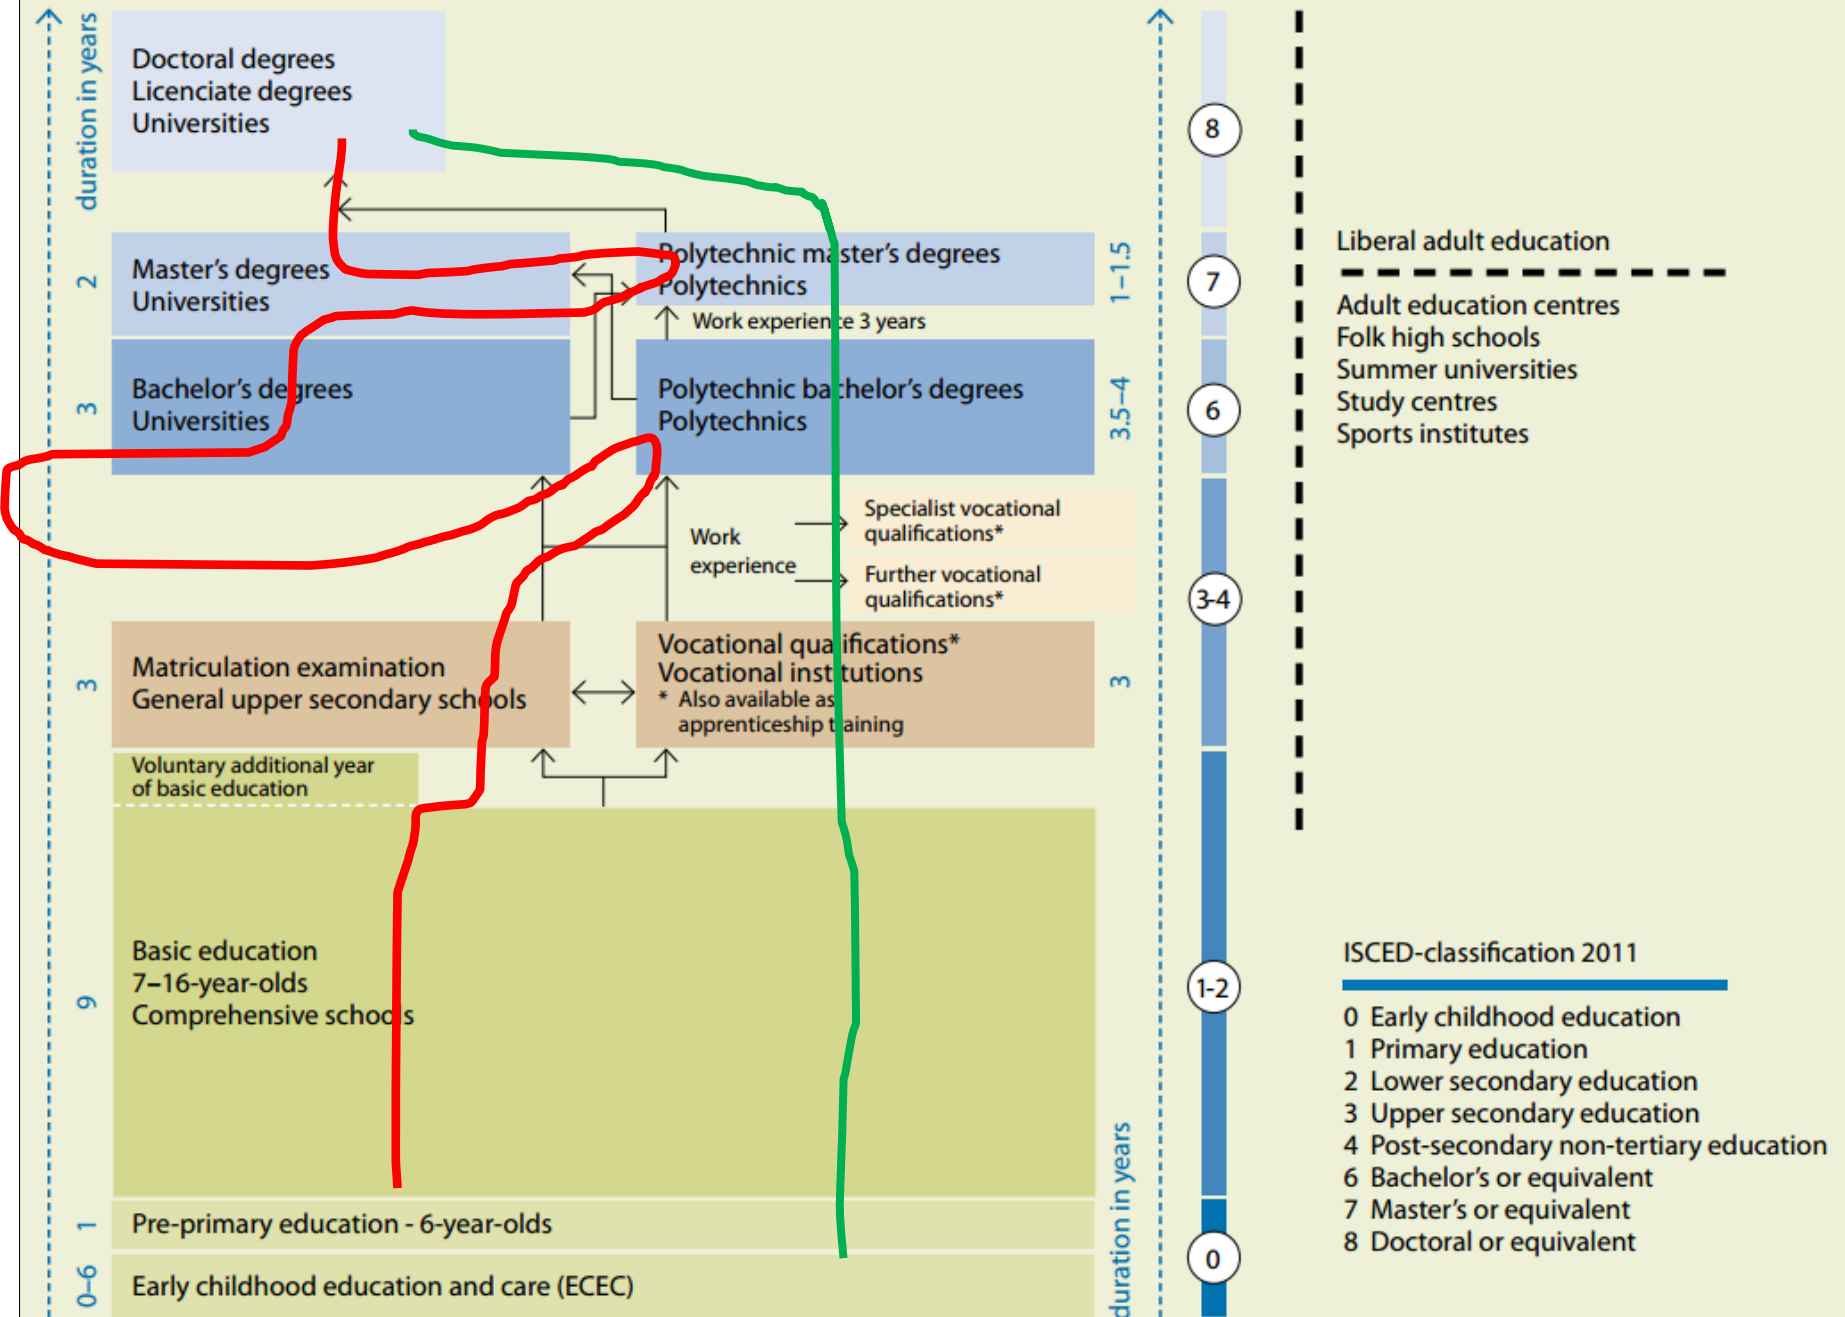 duration in years
Doctoral degrees
Licenciate degrees
Universities
2
Master's degrees
Universities
Polytechnic master's degrees
Polytechnics
1–1.5
Work experience 3 years
3
Bachelor's degrees
Universities
Polytechnic bachelor's degrees
Polytechnics
3.5–4
Work
experience
Specialist vocational
qualifications*
Further vocational
qualifications*
3
Matriculation examination
General upper secondary schools
Vocational qualifications*
Vocational institutions
* Also available as
apprenticeship training
3
Voluntary additional year
of basic education
9
Basic education
7–16-year-olds
Comprehensive schools
1
Pre-primary education - 6-year-olds
0–6
Early childhood education and care (ECEC)
duration in years
8
7
6
3-4
1-2
0
Liberal adult education
Adult education centres
Folk high schools
Summer universities
Study centres
Sports institutes
ISCED-classification 2011
0 Early childhood education
1 Primary education
2 Lower secondary education
3 Upper secondary education
4 Post-secondary non-tertiary education
6 Bachelor's or equivalent
7 Master's or equivalent
8 Doctoral or equivalent